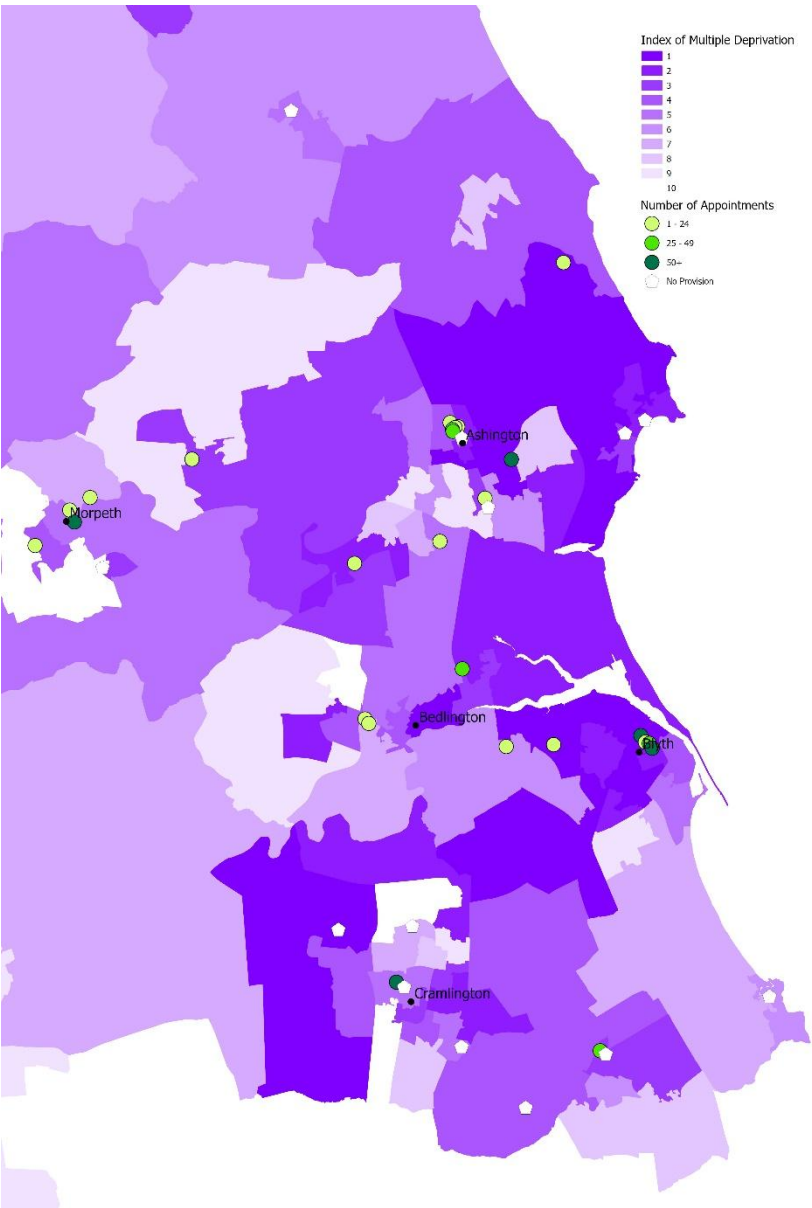 Index of Multiple Deprivation
1
2
3
4
5
6
7
8
9
10
Number of Appointments
1 - 24
25 - 49
50+
No Provision
Ashington
Morpeth
Bedlington
Blyth
Cramlington